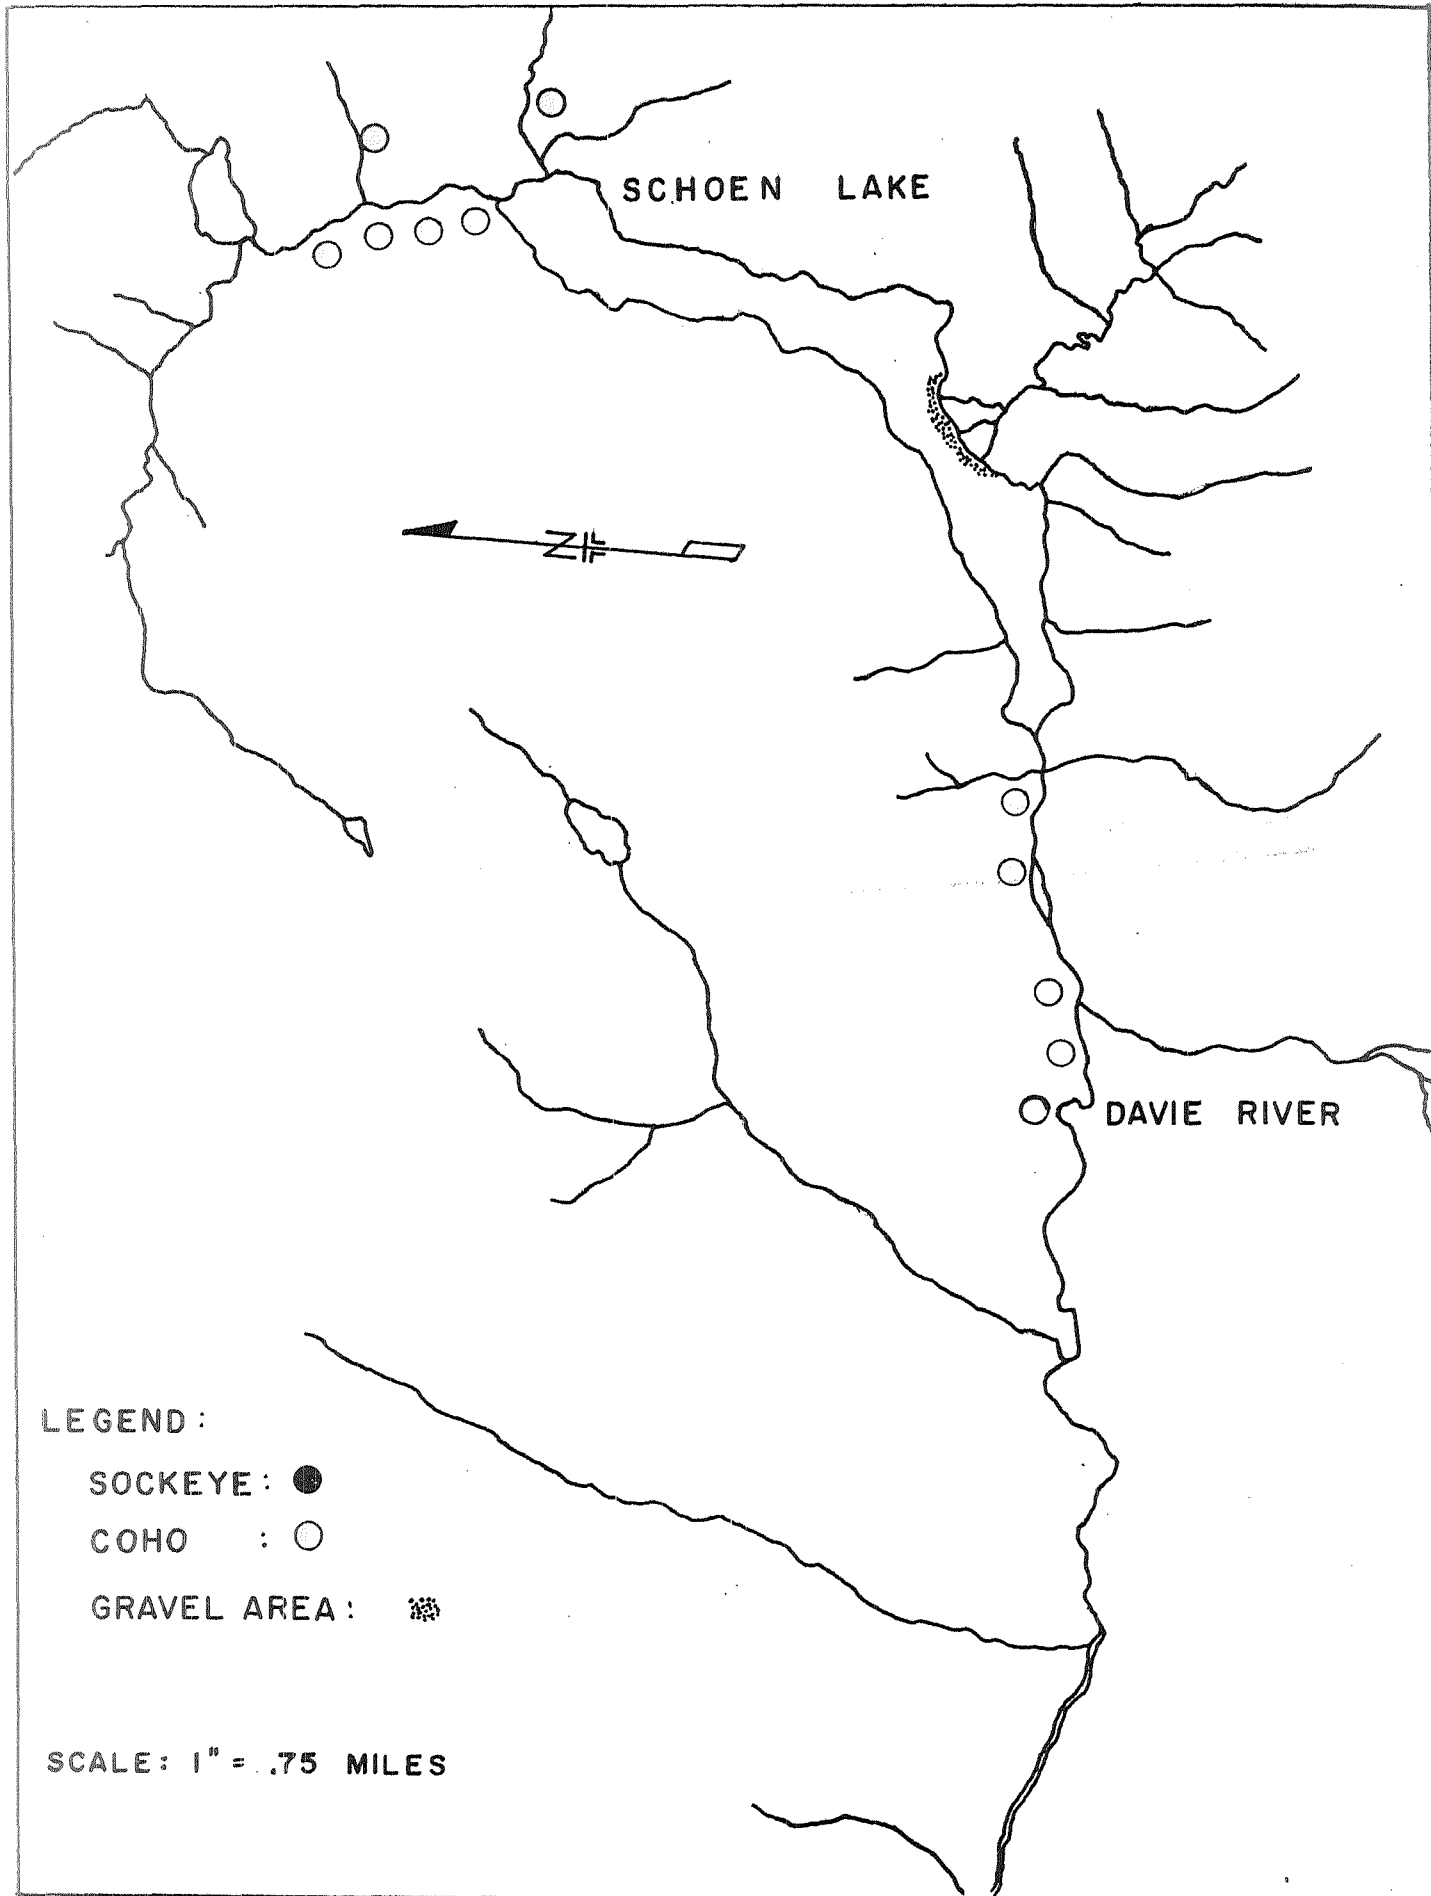 SCHOEN LAKE
N
DAVIE RIVER
LEGEND:
SOCKEYE:
COHO :
GRAVEL AREA:
SCALE: 1" = .75 MILES